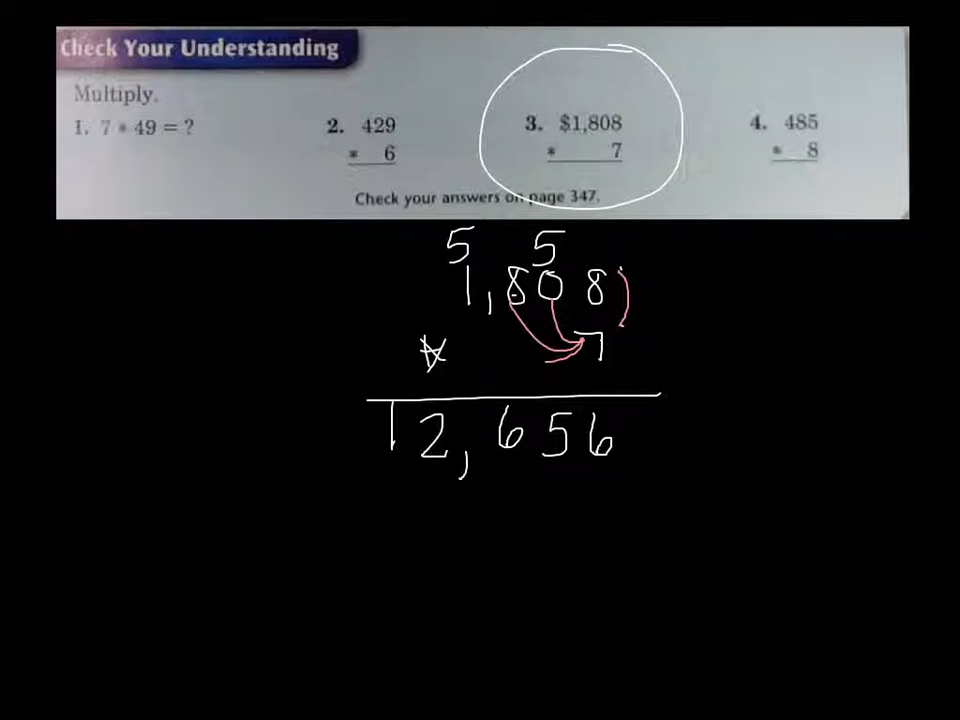 Check Your Understanding
Multiply.
1. 7 * 49 = ?
2. 429
* 6
3. $1,808
* 7
4. 485
* 8
Check your answers on page 347.
5 5
1,808
* 7
12,656